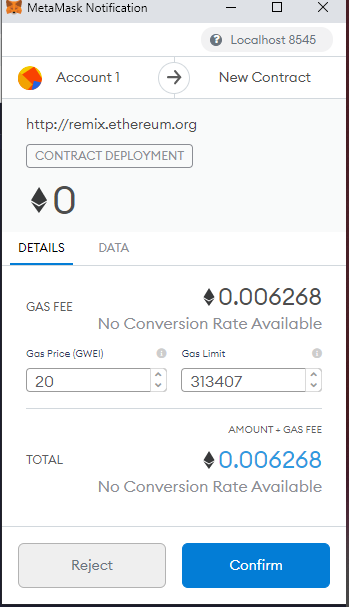 MetaMask Notification
Localhost 8545
Account 1 New Contract
http://remix.ethereum.org
CONTRACT DEPLOYMENT
0
DETAILS DATA
GAS FEE 0.006268
No Conversion Rate Available
Gas Price (GWEI) Gas Limit
20 313407
AMOUNT + GAS FEE
TOTAL 0.006268
No Conversion Rate Available
Reject Confirm